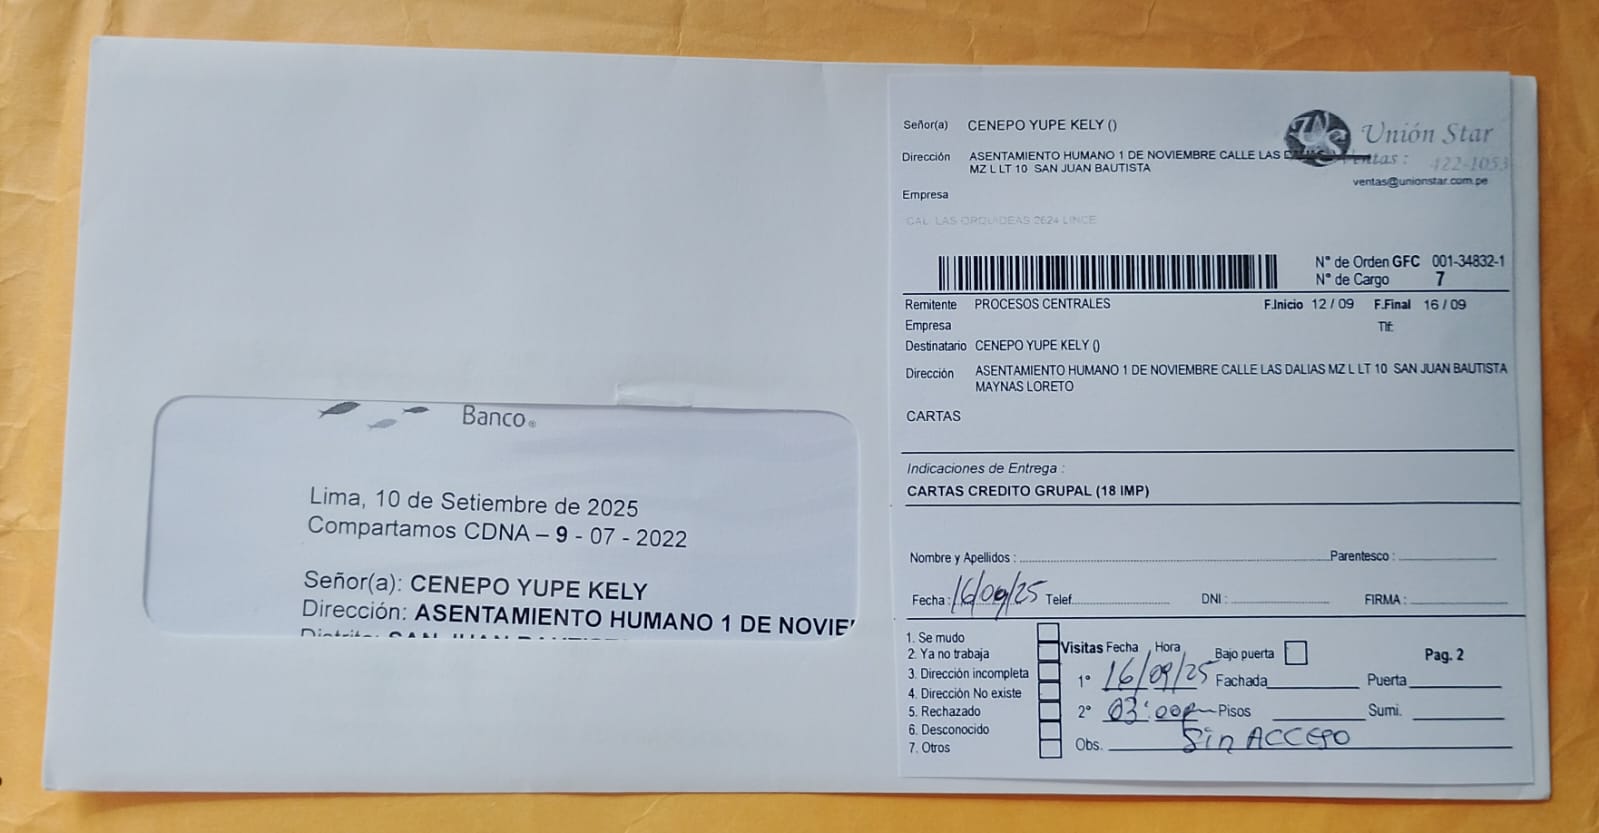 Banco®
Lima, 10 de Setiembre de 2025
Compartamos CDNA – 9 - 07 - 2022
Señor(a): CENEPO YUPE KELY
Dirección: ASENTAMIENTO HUMANO 1 DE NOVIE
Señor(a) CENEPO YUPE KELY ()
Dirección ASENTAMIENTO HUMANO 1 DE NOVIEMBRE CALLE LAS
MZ L LT 10 SAN JUAN BAUTISTA
Empresa
CAL. LAS ORQUIDEAS 2624 LINCE
US Unión Star
Ventas : 422-1053
ventas@unionstar.com.pe
N° de Orden GFC 001-34832-1
N° de Cargo 7
Remitente PROCESOS CENTRALES F.Inicio 12 / 09 F.Final 16 / 09
Empresa Tlf:
Destinatario CENEPO YUPE KELY ()
Dirección ASENTAMIENTO HUMANO 1 DE NOVIEMBRE CALLE LAS DALIAS MZ L LT 10 SAN JUAN BAUTISTA
MAYNAS LORETO
CARTAS
Indicaciones de Entrega :
CARTAS CREDITO GRUPAL (18 IMP)
Nombre y Apellidos : Parentesco :
Fecha : 16/09/25 Telef. DNI : FIRMA :
1. Se mudo
2. Ya no trabaja
3. Dirección incompleta
4. Dirección No existe
5. Rechazado
6. Desconocido
7. Otros
Visitas Fecha Hora Bajo puerta Pag. 2
1° 16/09/25 Fachada Puerta
2° 03:00p Pisos Sumi.
Obs. Sin ACCESO